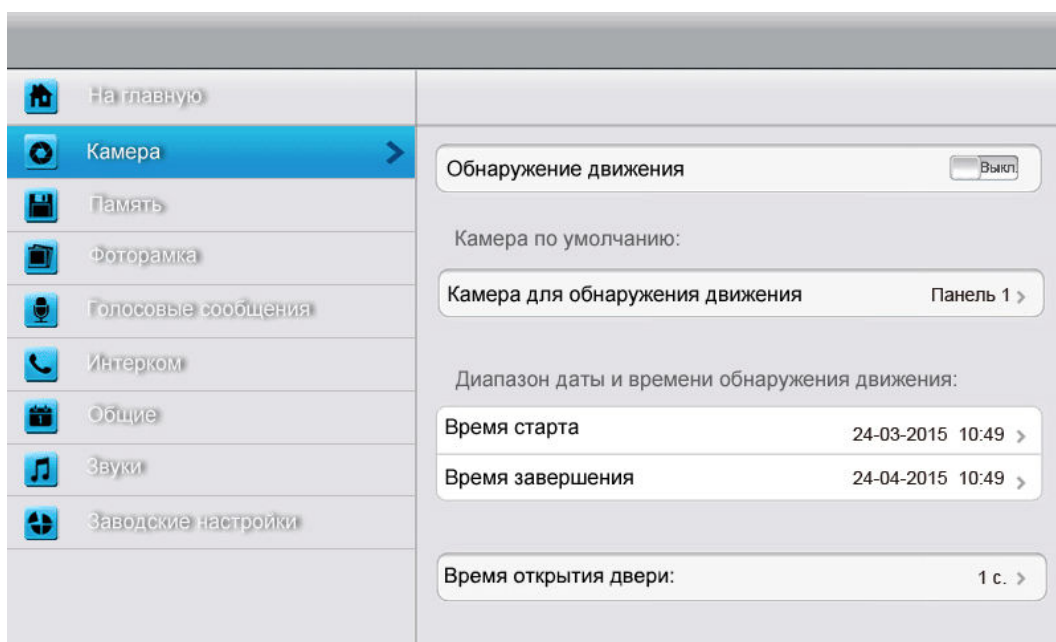 На главную
Камера
Память
Фоторамка
Голосовые сообщения
Интерком
Общие
1
Звуки
Заводские настройки
Обнаружение движения Выкл.
Камера по умолчанию:
Камера для обнаружения движения Панель 1
Диапазон даты и времени обнаружения движения:
Время старта 24-03-2015 10:49
Время завершения 24-04-2015 10:49
Время открытия двери: 1 с.